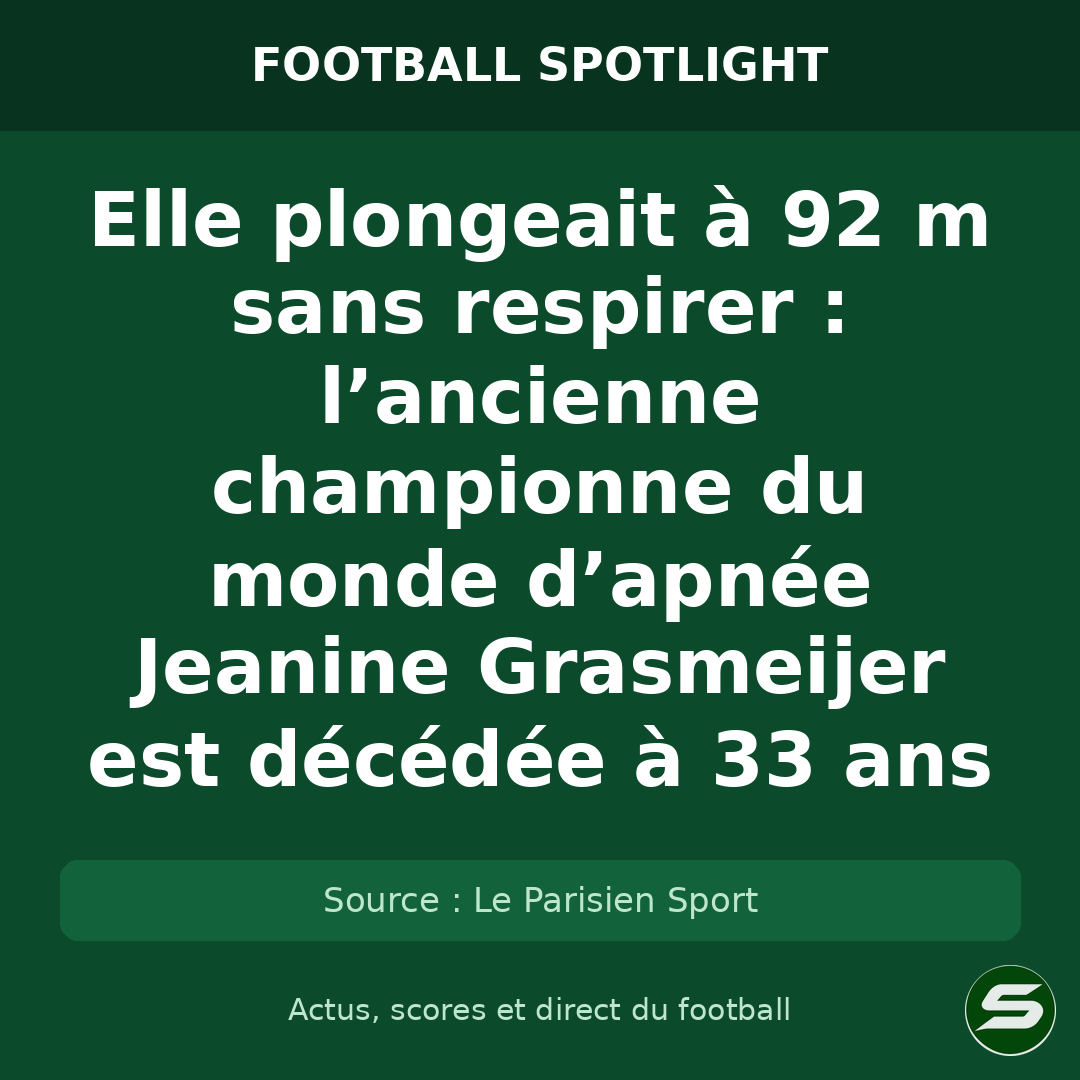 FOOTBALL SPOTLIGHT
Elle plongeait à 92 m
sans respirer :
l’ancienne
championne du
monde d’apnée
Jeanine Grasmeijer
est décédée à 33 ans
Source : Le Parisien Sport
Actus, scores et direct du football
S